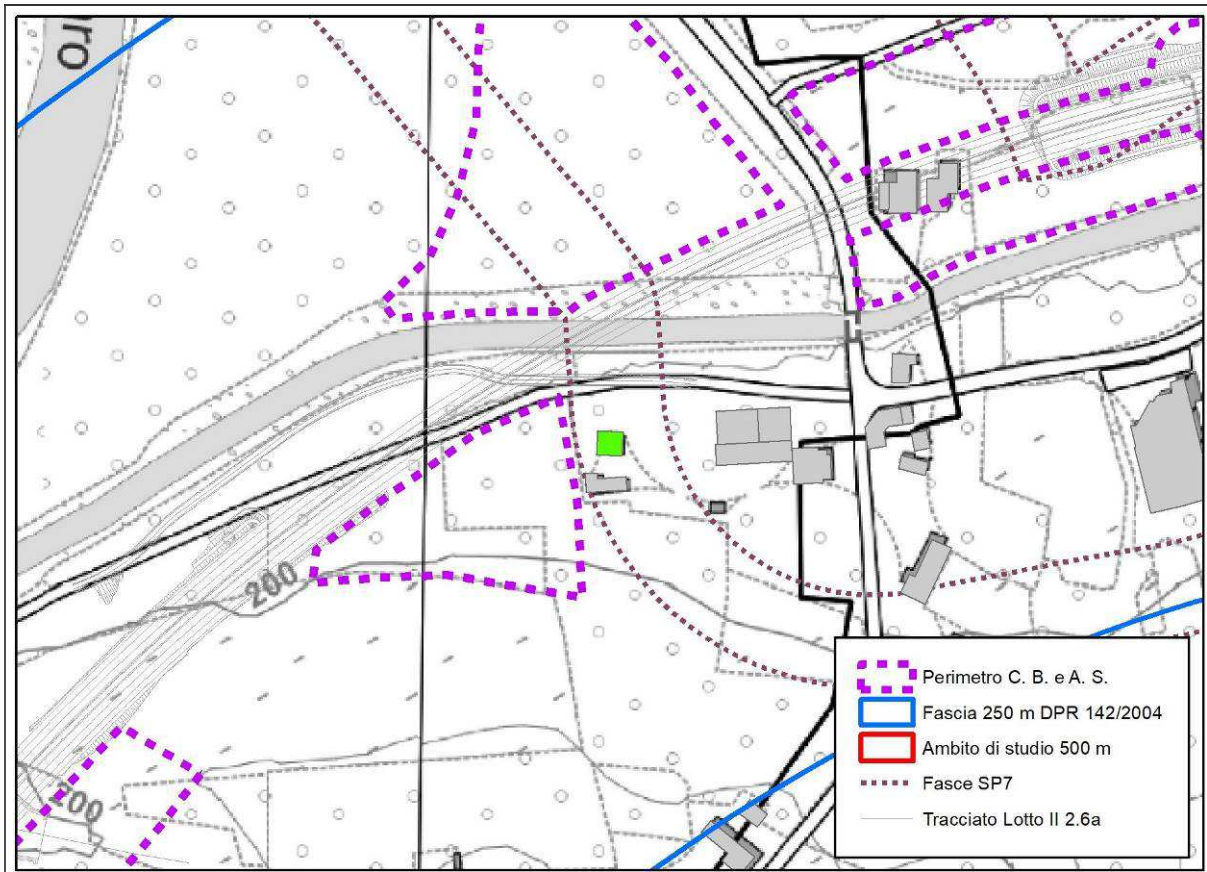 naro
200
200
Perimetro C. B. e A. S.
Fascia 250 m DPR 142/2004
Ambito di studio 500 m
Fasce SP7
Tracciato Lotto II 2.6a